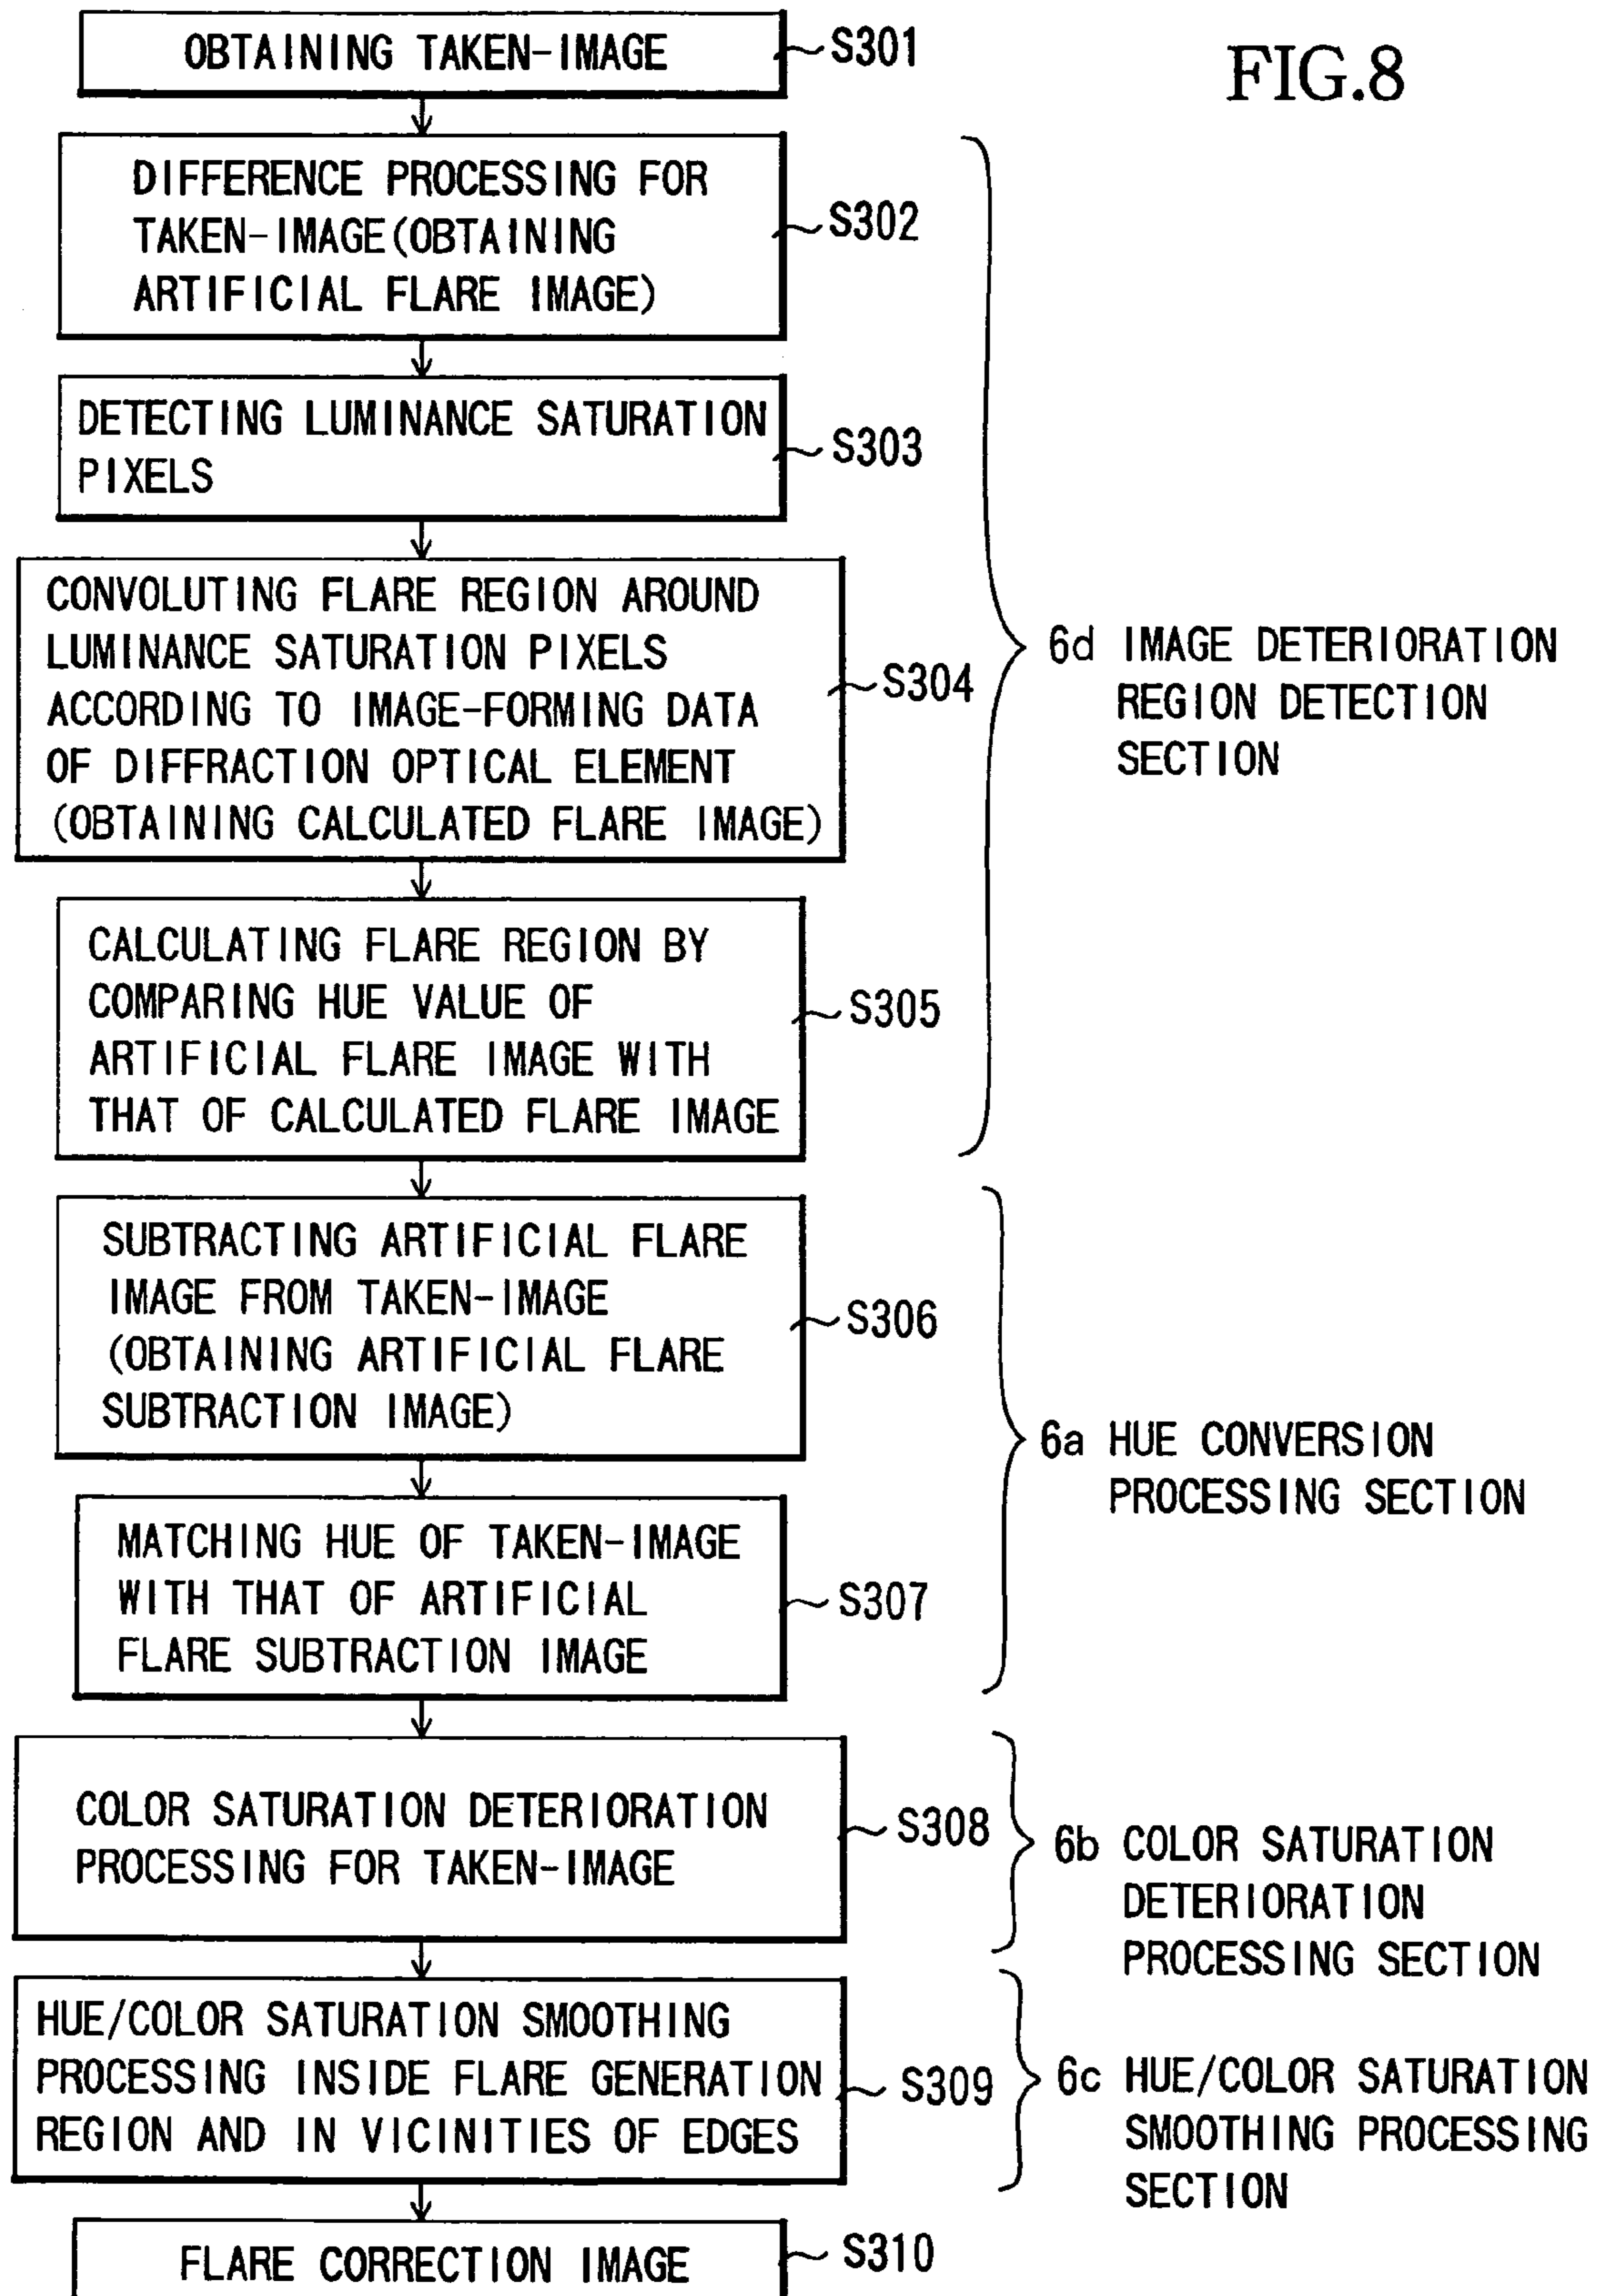 FIG.8
OBTAINING TAKEN-IMAGE
S301
DIFFERENCE PROCESSING FOR
TAKEN-IMAGE(OBTAINING
ARTIFICIAL FLARE IMAGE)
S302
DETECTING LUMINANCE SATURATION
PIXELS
S303
CONVOLUTING FLARE REGION AROUND
LUMINANCE SATURATION PIXELS
ACCORDING TO IMAGE-FORMING DATA
OF DIFFRACTION OPTICAL ELEMENT
(OBTAINING CALCULATED FLARE IMAGE)
S304
CALCULATING FLARE REGION BY
COMPARING HUE VALUE OF
ARTIFICIAL FLARE IMAGE WITH
THAT OF CALCULATED FLARE IMAGE
S305
6d IMAGE DETERIORATION
REGION DETECTION
SECTION
SUBTRACTING ARTIFICIAL FLARE
IMAGE FROM TAKEN-IMAGE
(OBTAINING ARTIFICIAL FLARE
SUBTRACTION IMAGE)
S306
MATCHING HUE OF TAKEN-IMAGE
WITH THAT OF ARTIFICIAL
FLARE SUBTRACTION IMAGE
S307
6a HUE CONVERSION
PROCESSING SECTION
COLOR SATURATION DETERIORATION
PROCESSING FOR TAKEN-IMAGE
S308
6b COLOR SATURATION
DETERIORATION
PROCESSING SECTION
HUE/COLOR SATURATION SMOOTHING
PROCESSING INSIDE FLARE GENERATION
REGION AND IN VICINITIES OF EDGES
S309
6c HUE/COLOR SATURATION
SMOOTHING PROCESSING
SECTION
FLARE CORRECTION IMAGE
S310